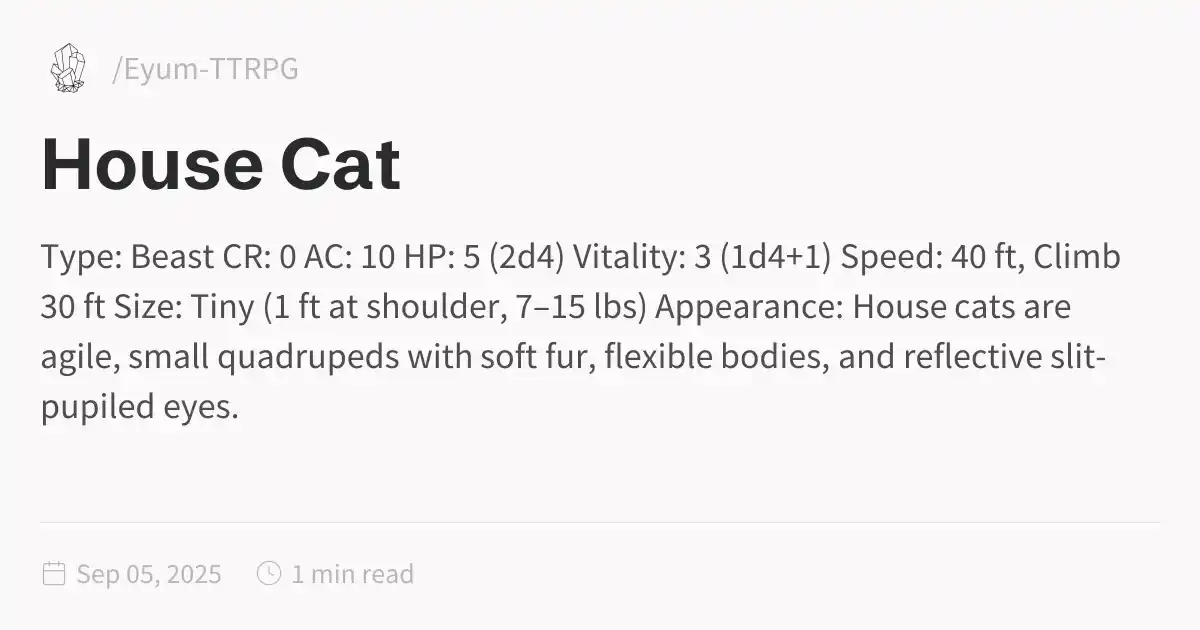 /Eyum-TTRPG
House Cat
Type: Beast CR: 0 AC: 10 HP: 5 (2d4) Vitality: 3 (1d4+1) Speed: 40 ft, Climb
30 ft Size: Tiny (1 ft at shoulder, 7–15 lbs) Appearance: House cats are
agile, small quadrupeds with soft fur, flexible bodies, and reflective slit-
pupiled eyes.
Sep 05, 2025 1 min read